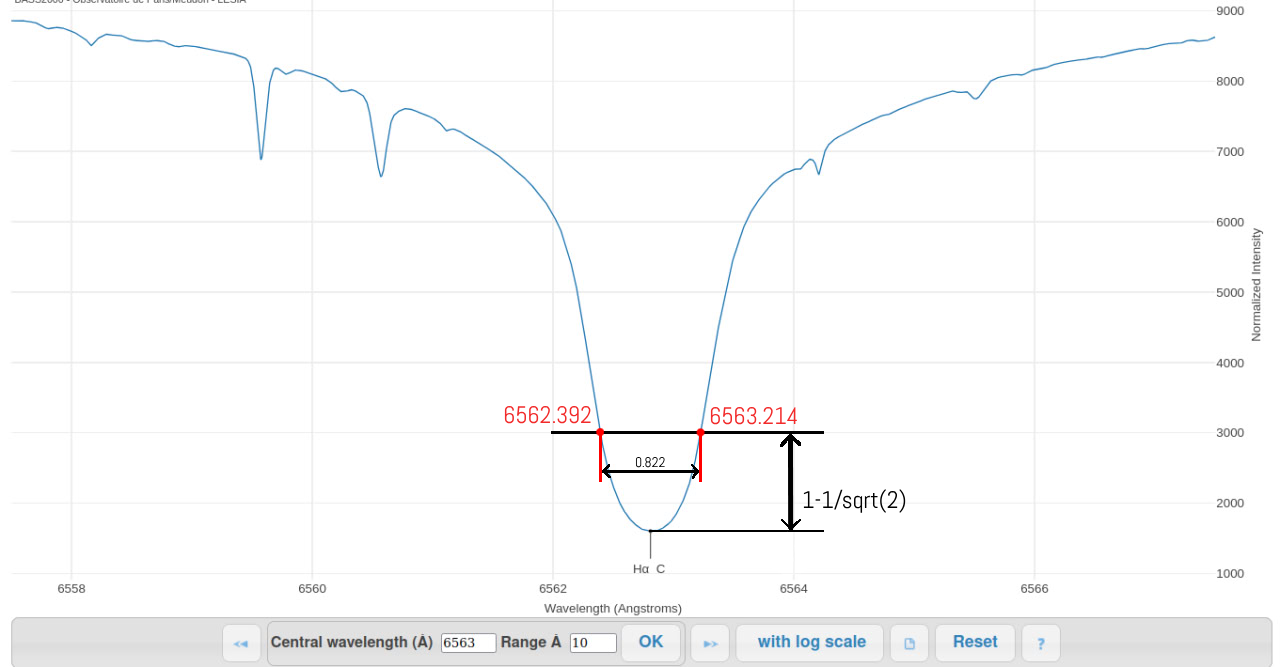 BASS2000 - Observatoire de Paris/Meudon - LESIA
9000
8000
7000
6000
5000
4000
6562.392
6563.214
3000
0.822
1-1/sqrt(2)
2000
Hα C
1000
Normalized Intensity
6558 6560 6562 6564 6566
Wavelength (Angstroms)
Central wavelength (Å) 6563 Range Å 10 OK with log scale Reset ?